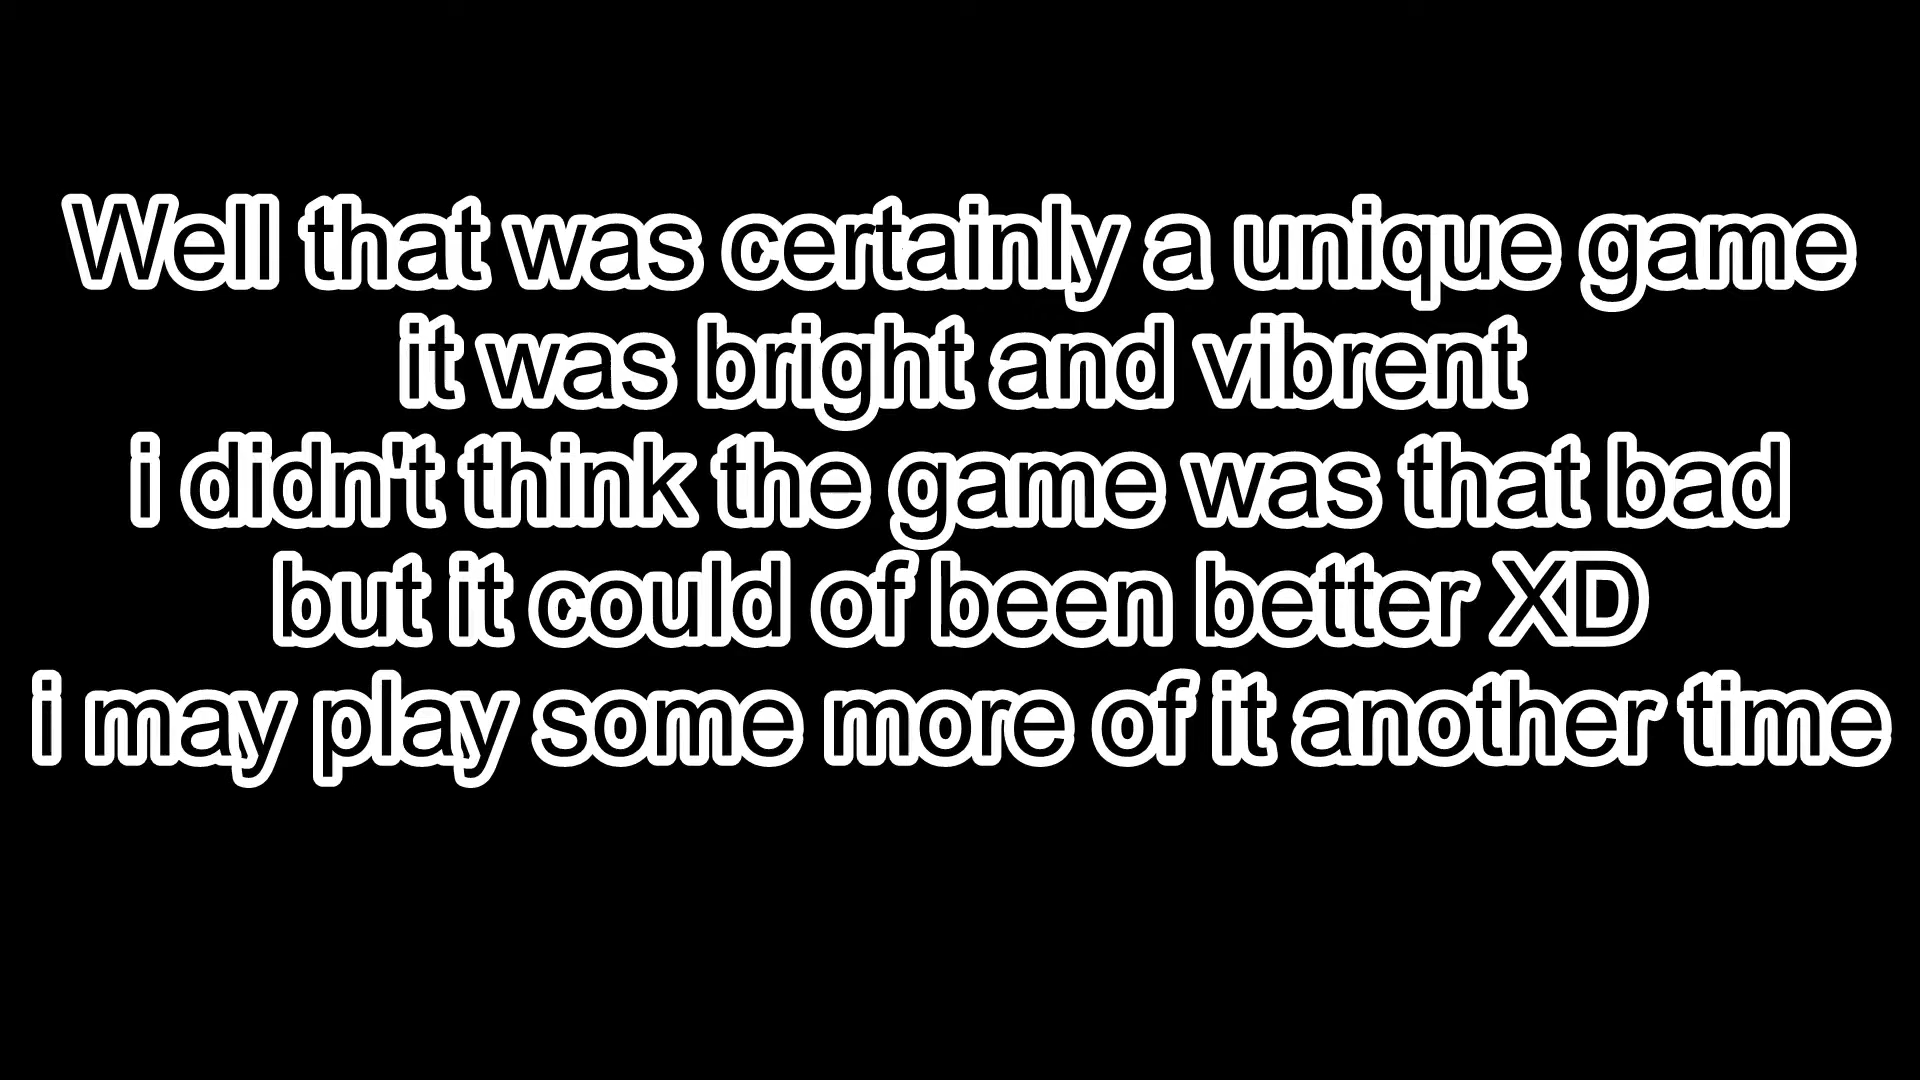 Well that was certainly a unique game
it was bright and vibrent
i didn't think the game was that bad
but it could of been better XD
i may play some more of it another time